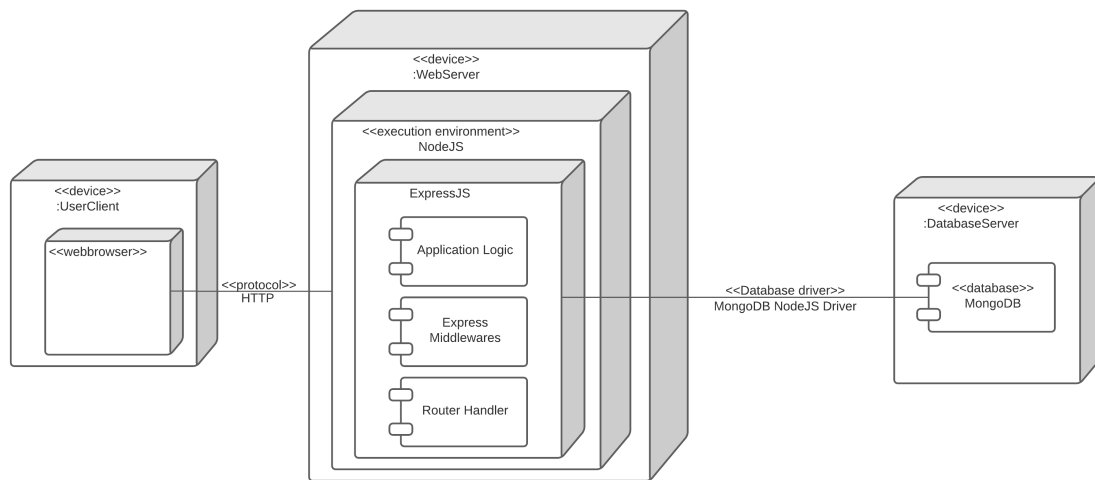 <<device>>
:UserClient
<<webbrowser>>
<<protocol>>
HTTP
<<device>>
:WebServer
<<execution environment>>
NodeJS
ExpressJS
Application Logic
Express
Middlewares
Router Handler
<<Database driver>>
MongoDB NodeJS Driver
<<device>>
:DatabaseServer
<<database>>
MongoDB